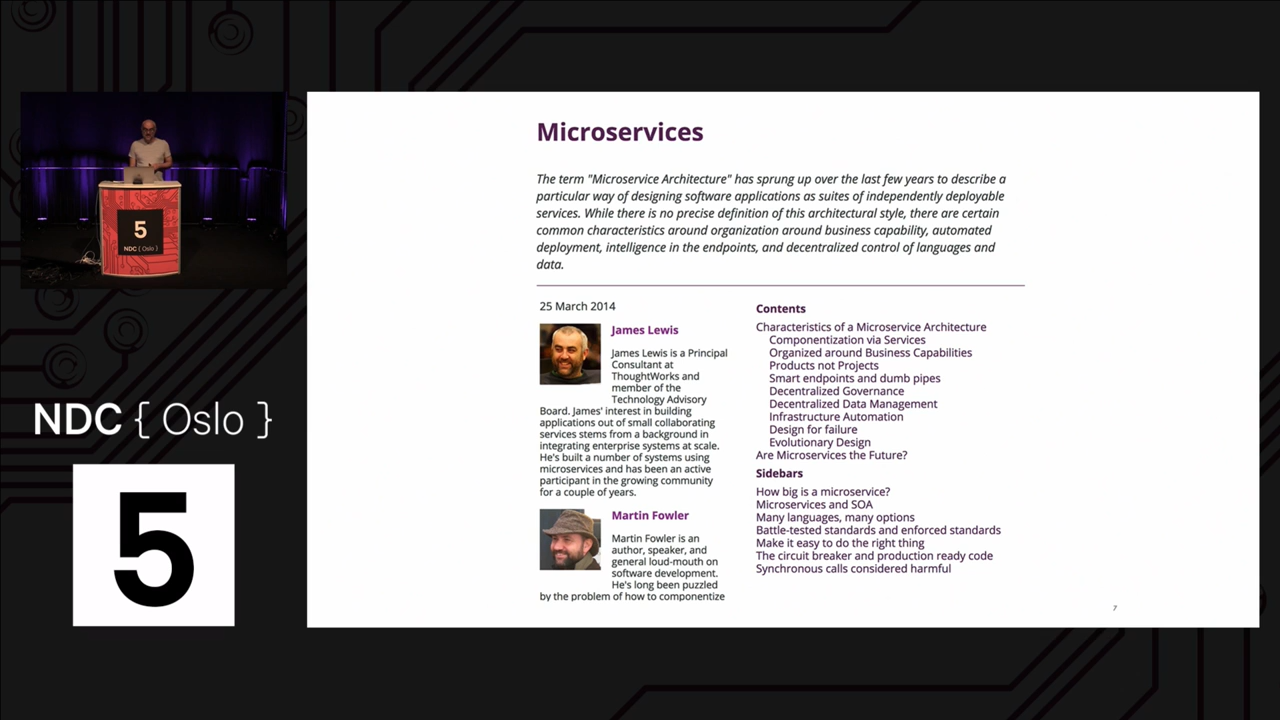 5
NDC { Oslo }
NDC { Oslo }
5
Microservices
The term "Microservice Architecture" has sprung up over the last few years to describe a
particular way of designing software applications as suites of independently deployable
services. While there is no precise definition of this architectural style, there are certain
common characteristics around organization around business capability, automated
deployment, intelligence in the endpoints, and decentralized control of languages and
data.
25 March 2014
James Lewis
James Lewis is a Principal
Consultant at
ThoughtWorks and
member of the
Technology Advisory
Board. James' interest in building
applications out of small collaborating
services stems from a background in
integrating enterprise systems at scale.
He's built a number of systems using
microservices and has been an active
participant in the growing community
for a couple of years.
Martin Fowler
Martin Fowler is an
author, speaker, and
general loud-mouth on
software development.
He's long been puzzled
by the problem of how to componentize
Contents
Characteristics of a Microservice Architecture
Componentization via Services
Organized around Business Capabilities
Products not Projects
Smart endpoints and dumb pipes
Decentralized Governance
Decentralized Data Management
Infrastructure Automation
Design for failure
Evolutionary Design
Are Microservices the Future?
Sidebars
How big is a microservice?
Microservices and SOA
Many languages, many options
Battle-tested standards and enforced standards
Make it easy to do the right thing
The circuit breaker and production ready code
Synchronous calls considered harmful
7